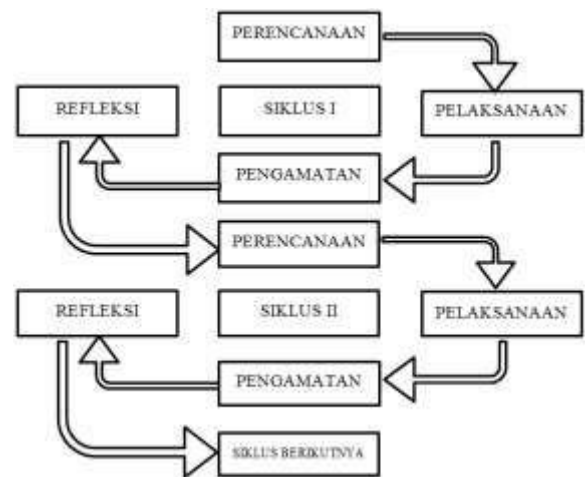 PERENCANAAN
REFLEKSI
SIKLUS I
PELAKSANAAN
PENGAMATAN
PERENCANAAN
REFLEKSI
SIKLUS II
PELAKSANAAN
PENGAMATAN
SIKLUS BERIKUTNYA